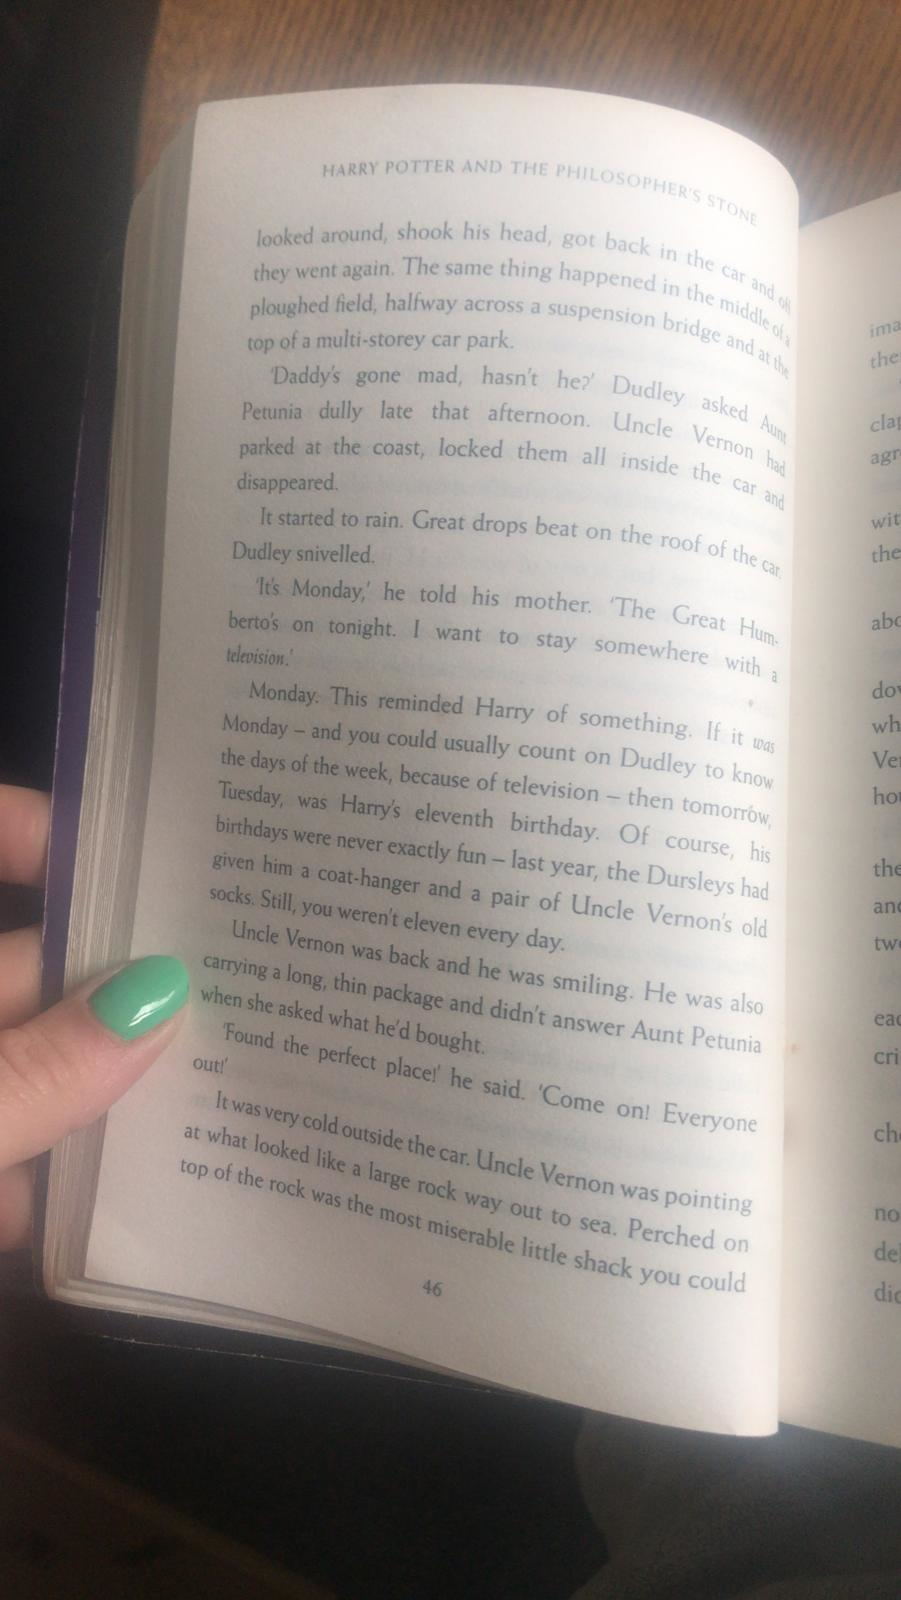 HARRY POTTER AND THE PHILOSOPHER'S STONE
looked around, shook his head, got back in the car and off
they went again. The same thing happened in the middle of a
ploughed field, halfway across a suspension bridge and at the
top of a multi-storey car park.
'Daddy's gone mad, hasn't he?' Dudley asked Aunt
Petunia dully late that afternoon. Uncle Vernon had
parked at the coast, locked them all inside the car and
disappeared.
It started to rain. Great drops beat on the roof of the car.
Dudley snivelled.
'It's Monday,' he told his mother. 'The Great Hum-
berto's on tonight. I want to stay somewhere with a
television.'
Monday. This reminded Harry of something. If it was
Monday – and you could usually count on Dudley to know
the days of the week, because of television – then tomorrow,
Tuesday, was Harry's eleventh birthday. Of course, his
birthdays were never exactly fun – last year, the Dursleys had
given him a coat-hanger and a pair of Uncle Vernon's old
socks. Still, you weren't eleven every day.
Uncle Vernon was back and he was smiling. He was also
carrying a long, thin package and didn't answer Aunt Petunia
when she asked what he'd bought.
'Found the perfect place!' he said. 'Come on! Everyone
out!'
It was very cold outside the car. Uncle Vernon was pointing
at what looked like a large rock way out to sea. Perched on
top of the rock was the most miserable little shack you could
46